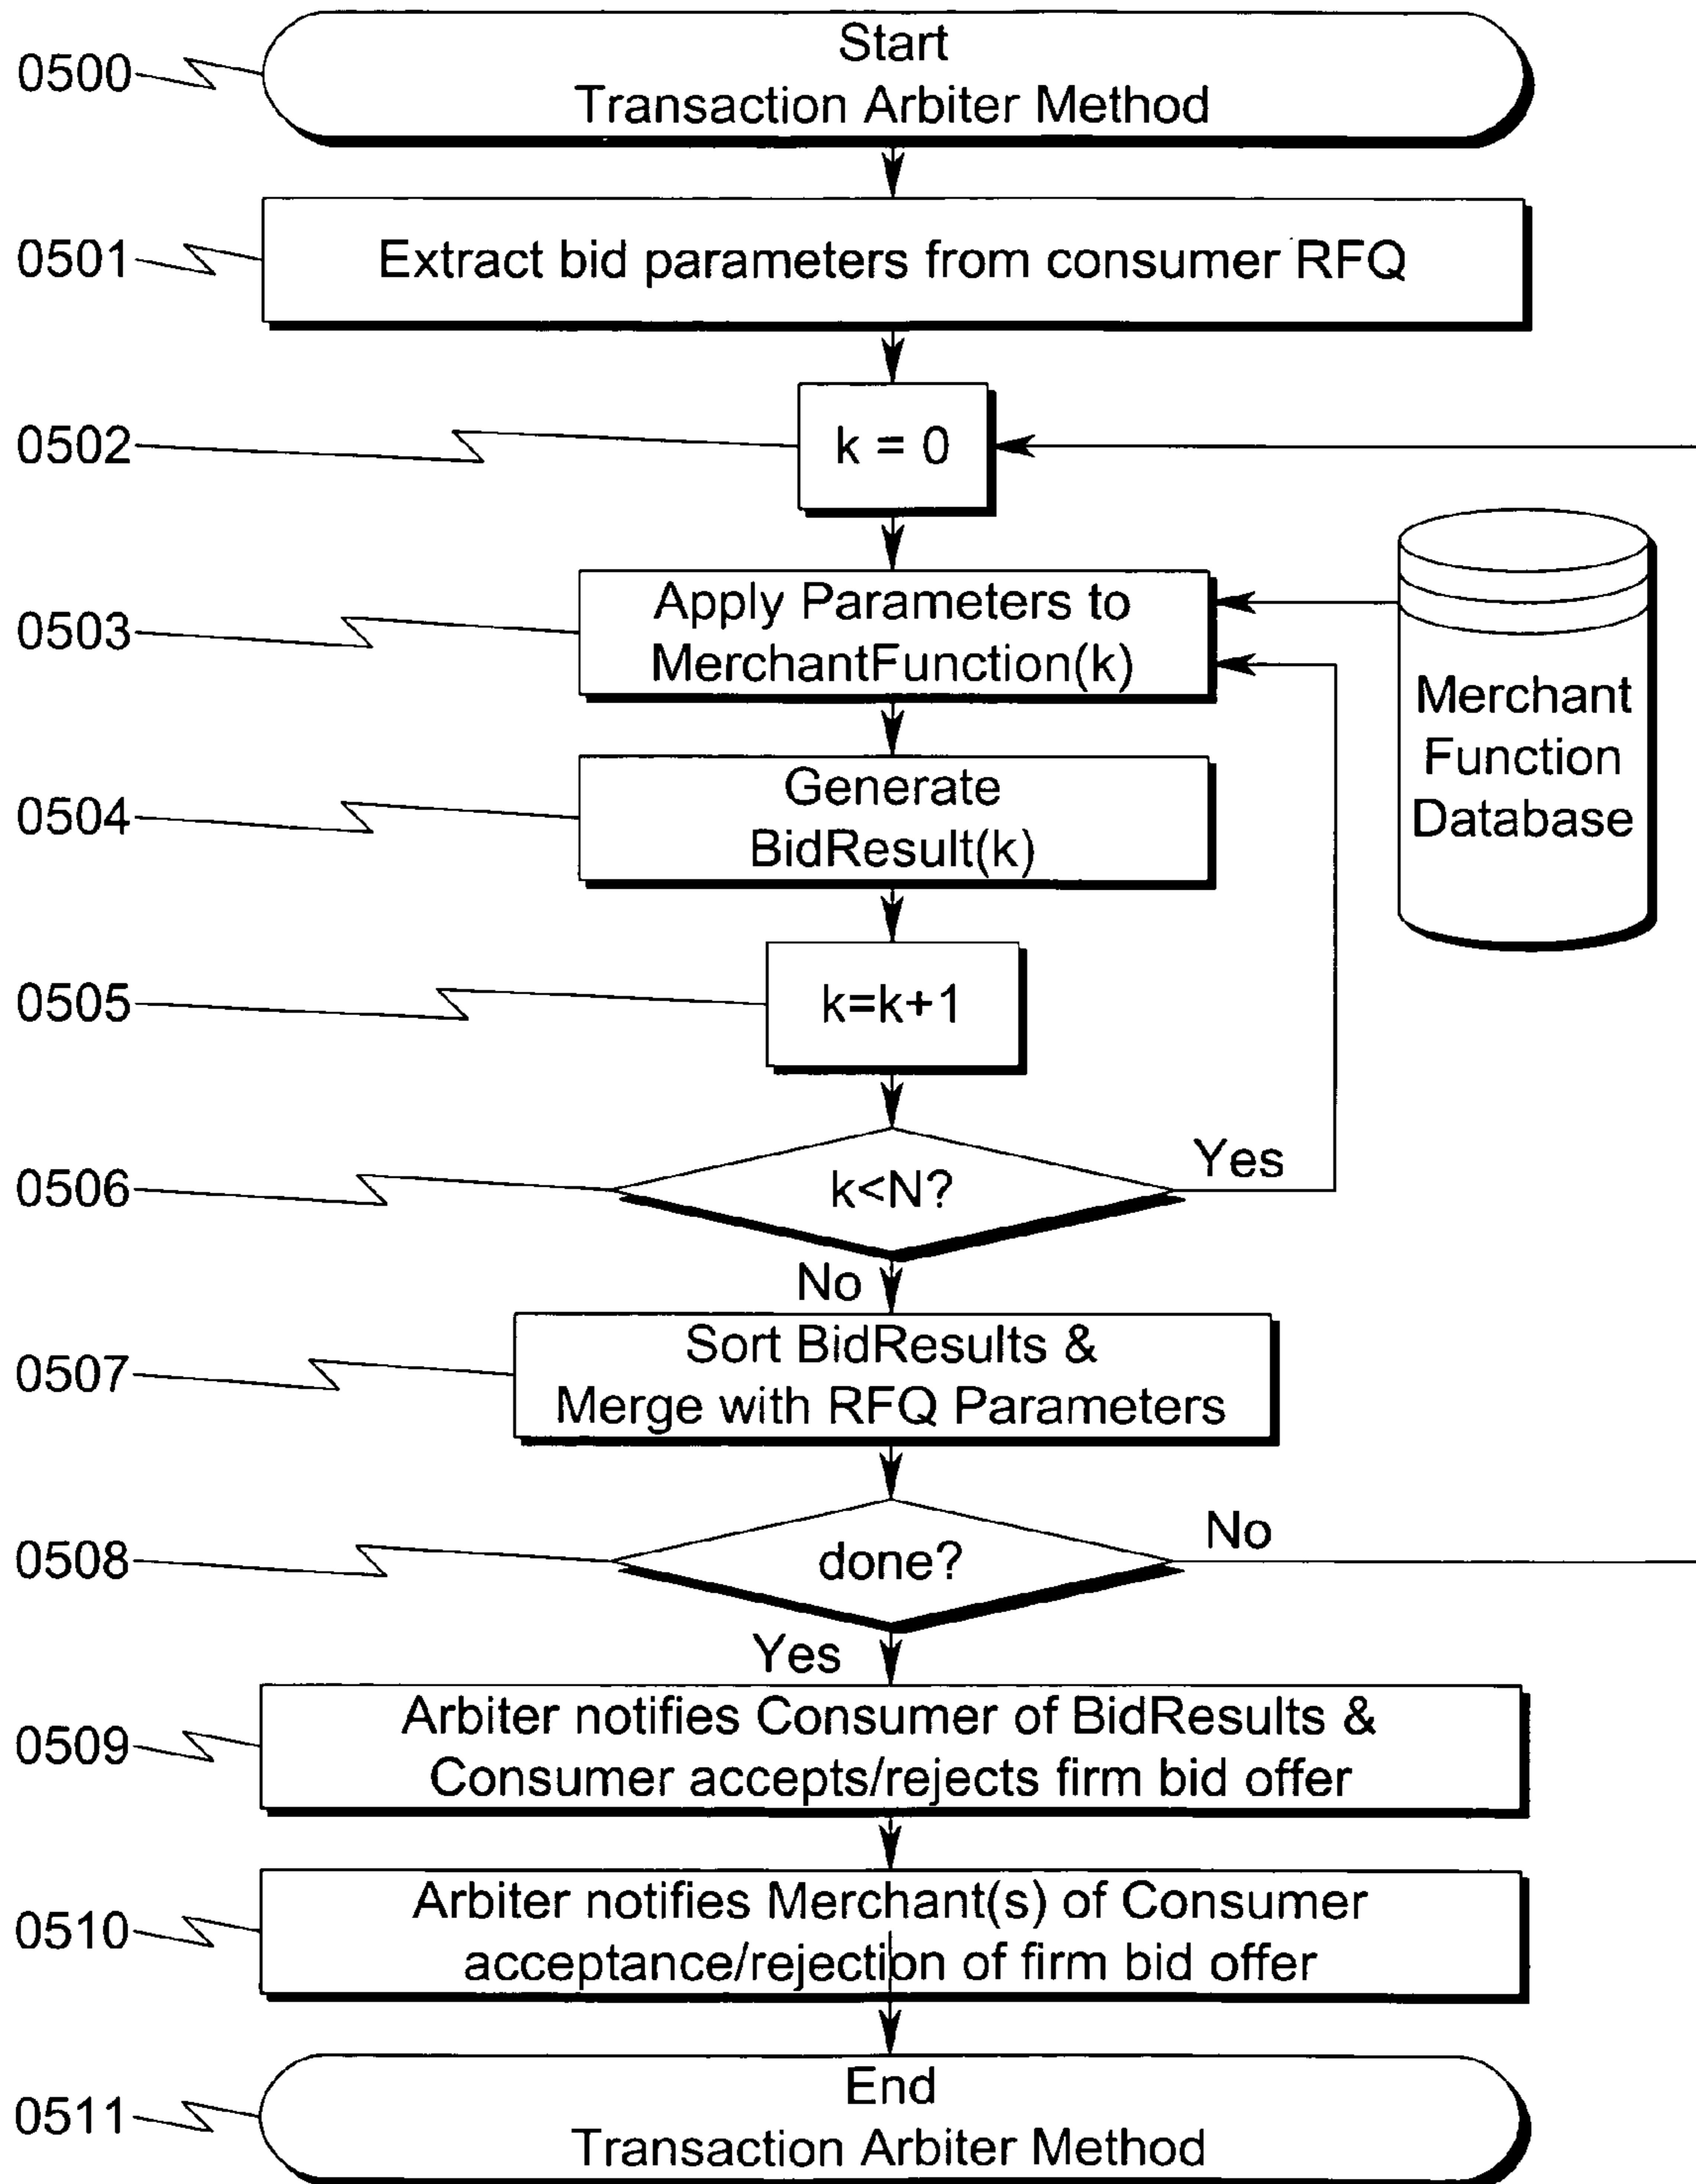 0500
Start
Transaction Arbiter Method
0501
Extract bid parameters from consumer RFQ
0502
k = 0
0503
Apply Parameters to
MerchantFunction(k)
Merchant
Function
Database
0504
Generate
BidResult(k)
0505
k=k+1
0506
k<N?
Yes
No
0507
Sort BidResults &
Merge with RFQ Parameters
0508
done?
No
Yes
0509
Arbiter notifies Consumer of BidResults &
Consumer accepts/rejects firm bid offer
0510
Arbiter notifies Merchant(s) of Consumer
acceptance/rejection of firm bid offer
0511
End
Transaction Arbiter Method